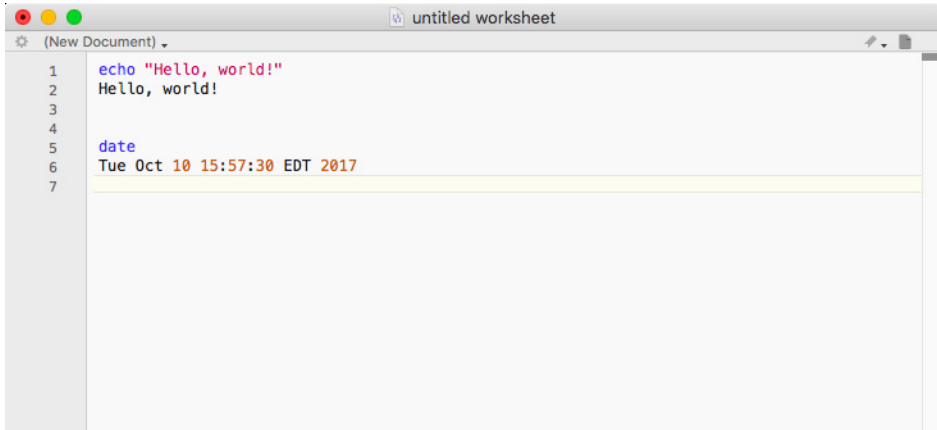 untitled worksheet
(New Document)
1 echo "Hello, world!"
2 Hello, world!
3
4
5 date
6 Tue Oct 10 15:57:30 EDT 2017
7